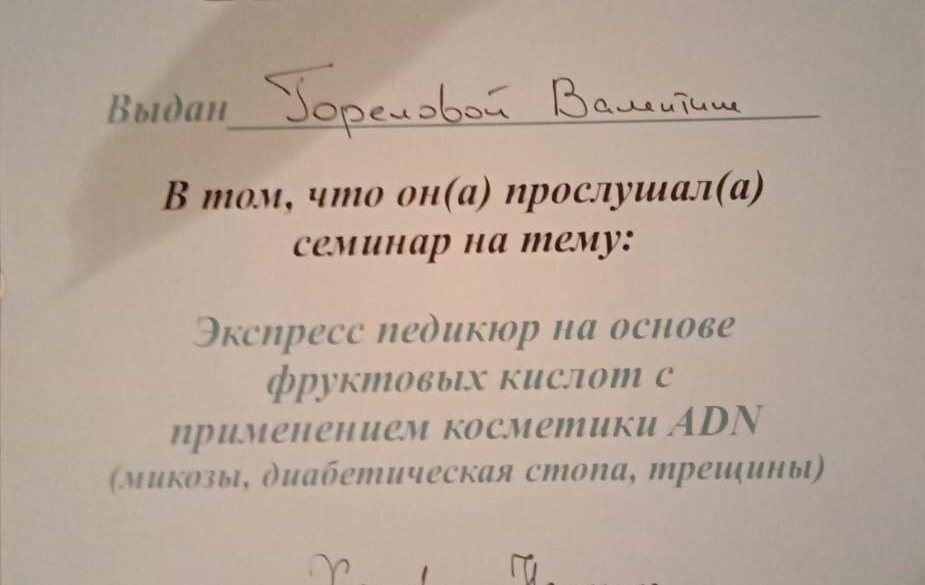 Выдан Гореловой Валентине
В том, что он(а) прослушал(а)
семинар на тему:
Экспресс педикюр на основе
фруктовых кислот с
применением косметики ADN
(микозы, диабетическая стопа, трещины)